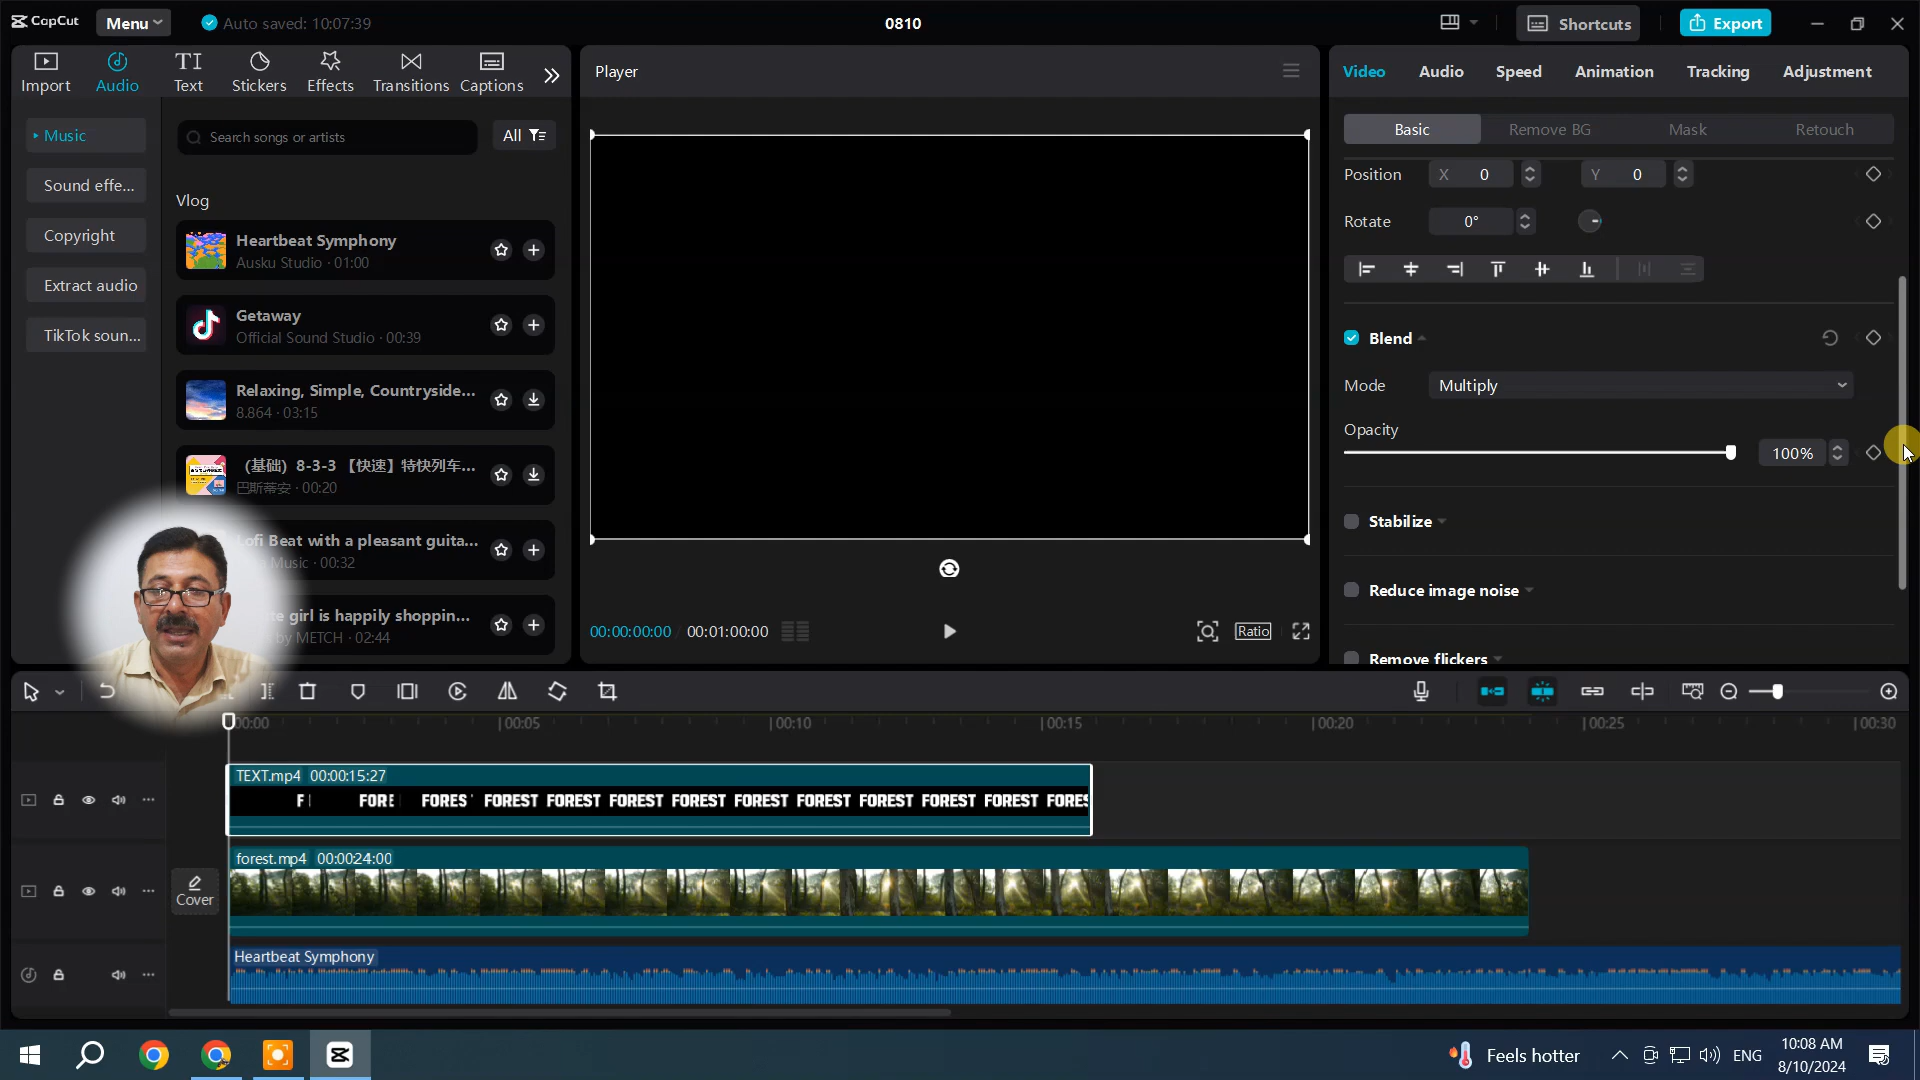 CapCut
Menu
Auto saved: 10:07:39
0810
Shortcuts
Export
Import
Audio
Text
Stickers
Effects
Transitions
Captions
Player
Video
Audio
Speed
Animation
Tracking
Adjustment
Music
Sound effe...
Copyright
Extract audio
TikTok soun...
Search songs or artists
All
Vlog
Heartbeat Symphony
Ausku Studio · 01:00
Getaway
Official Sound Studio · 00:39
Relaxing, Simple, Countryside...
8.864 · 03:15
(基础) 8-3-3 【快速】特快列车...
巴斯蒂安 · 00:20
Lofi Beat with a pleasant guita...
Music · 00:32
girl is happily shoppin...
by METCH · 02:44
Basic
Remove BG
Mask
Retouch
Position
X 0
Y 0
Rotate
0°
Blend
Mode
Multiply
Opacity
100%
Stabilize
Reduce image noise
Remove flickers
00:00:00:00
00:01:00:00
Ratio
00:00
00:05
00:10
00:15
00:20
00:25
00:30
TEXT.mp4 00:00:15:27
F FORE FORES FOREST FOREST FOREST FOREST FOREST FOREST FOREST FOREST FOREST FORES
Cover
forest.mp4 00:0024:00
Heartbeat Symphony
Feels hotter
ENG
10:08 AM
8/10/2024